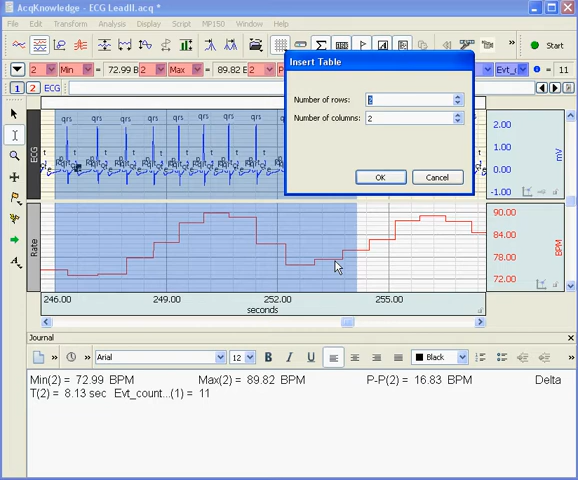 AcqKnowledge - ECG LeadII.acq *
File Transform Analysis Display Script MP150 Window Help
Start
2 Min = 72.99 B 2 Max = 89.82 E 2 P-P = Evt_ = 11
1 2 ECG
Insert Table
Number of rows: 2
Number of columns: 2
OK Cancel
ECG
qrs qrs qrs qrs qrs qrs qrs qrs
2.00
1.00
0.00
-1.00
mV
Rate
90.00
84.00
78.00
72.00
BPM
246.00 249.00 252.00 255.00
seconds
Journal
Arial 12 B I U Black
Min(2) = 72.99 BPM Max(2) = 89.82 BPM P-P(2) = 16.83 BPM Delta
T(2) = 8.13 sec Evt_count...(1) = 11